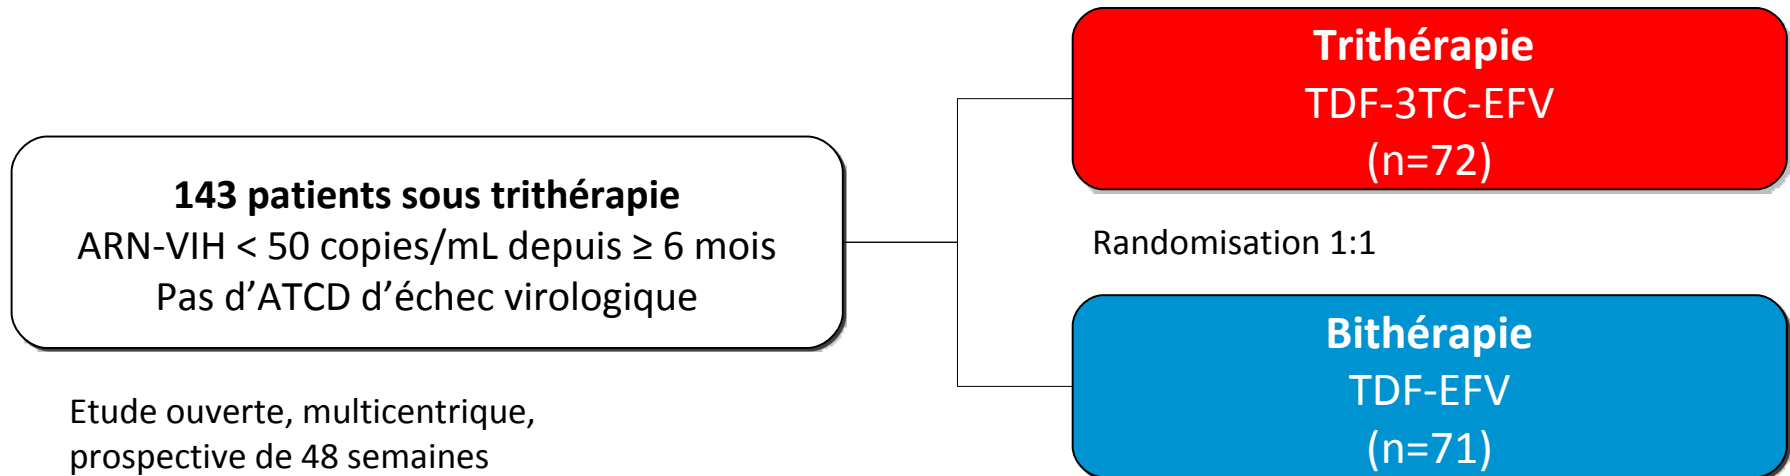 143 patients sous trithérapie
ARN-VIH < 50 copies/mL depuis ≥ 6 mois
Pas d’ATCD d’échec virologique
Etude ouverte, multicentrique,
prospective de 48 semaines
Trithérapie
TDF-3TC-EFV
(n=72)
Randomisation 1:1
Bithérapie
TDF-EFV
(n=71)